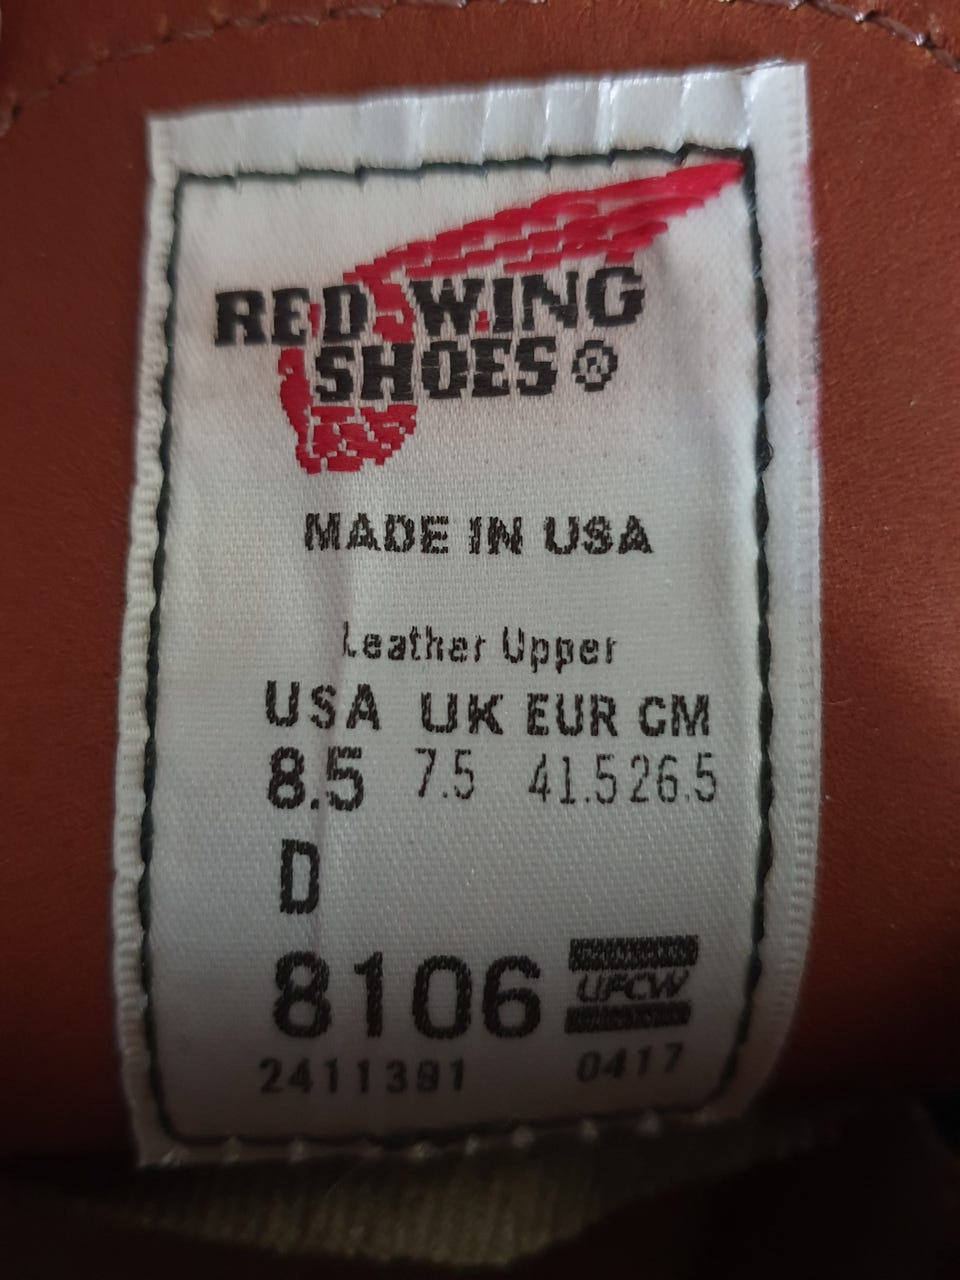 RED WING
SHOES®
MADE IN USA
Leather Upper
USA UK EUR CM
8.5 7.5 41.5 26.5
D
8106 UFCW
2411391 0417